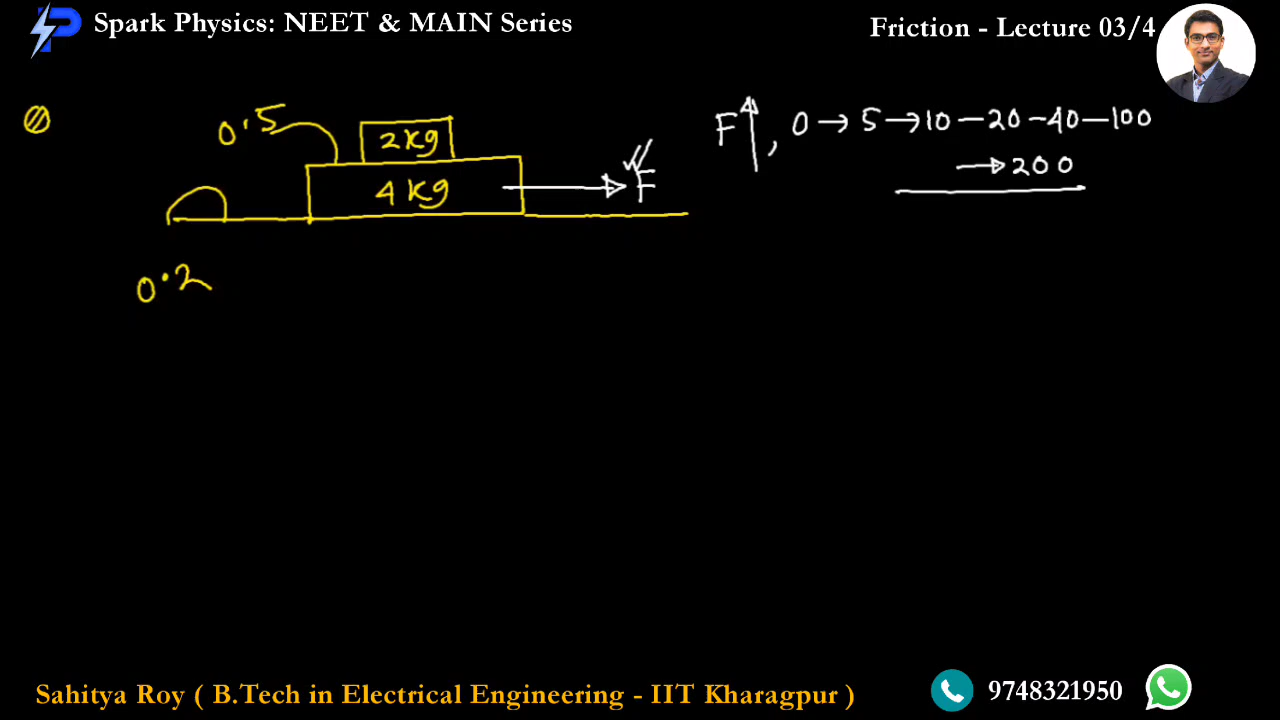 Spark Physics: NEET & MAIN Series
Friction - Lecture 03/4
0.5
2kg
4kg
F
0.2
F↑, 0 → 5 → 10 - 20 - 40 - 100
→ 200
Sahitya Roy ( B.Tech in Electrical Engineering - IIT Kharagpur )
9748321950